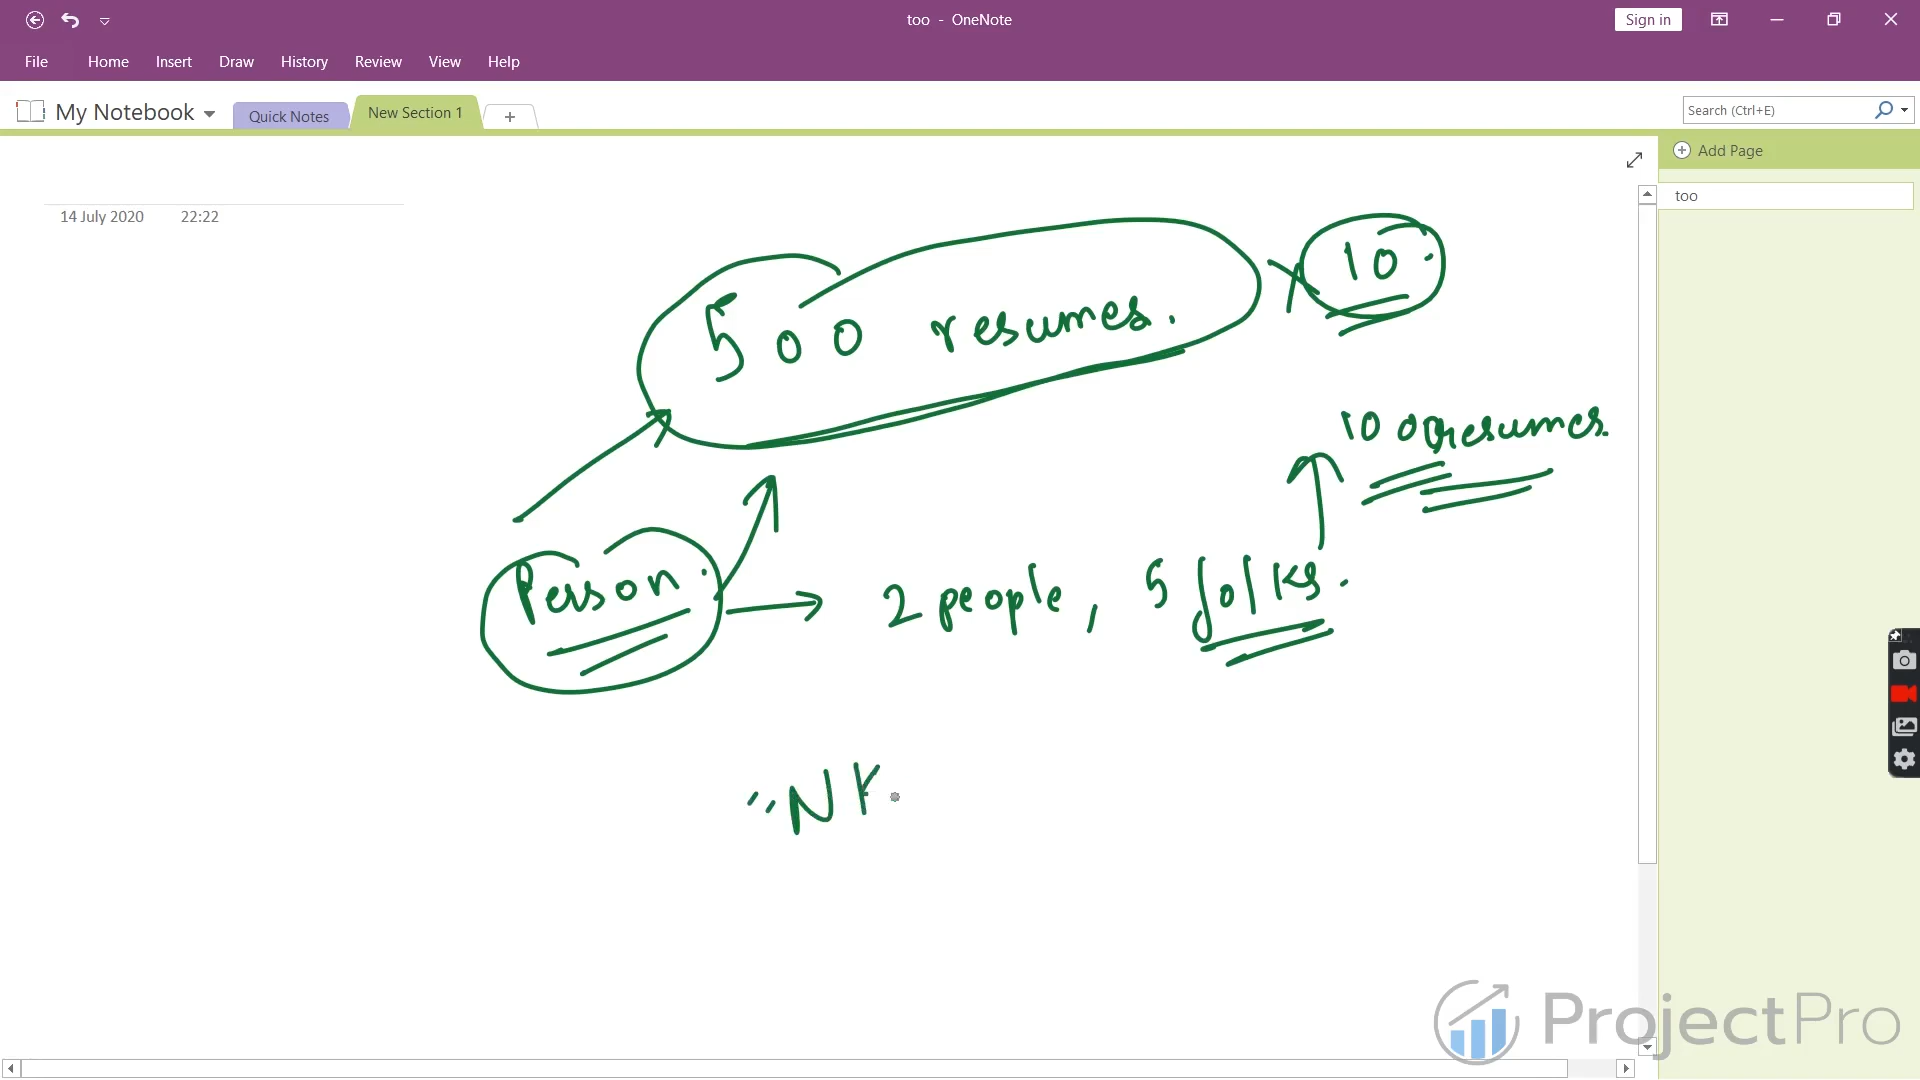 too - OneNote
Sign in
File Home Insert Draw History Review View Help
My Notebook
Quick Notes
New Section 1
Search (Ctrl+E)
Add Page
too
14 July 2020 22:22
500 resumes. x 10.
100 resumes.
Person. → 2 people, 5 folks.
ProjectPro